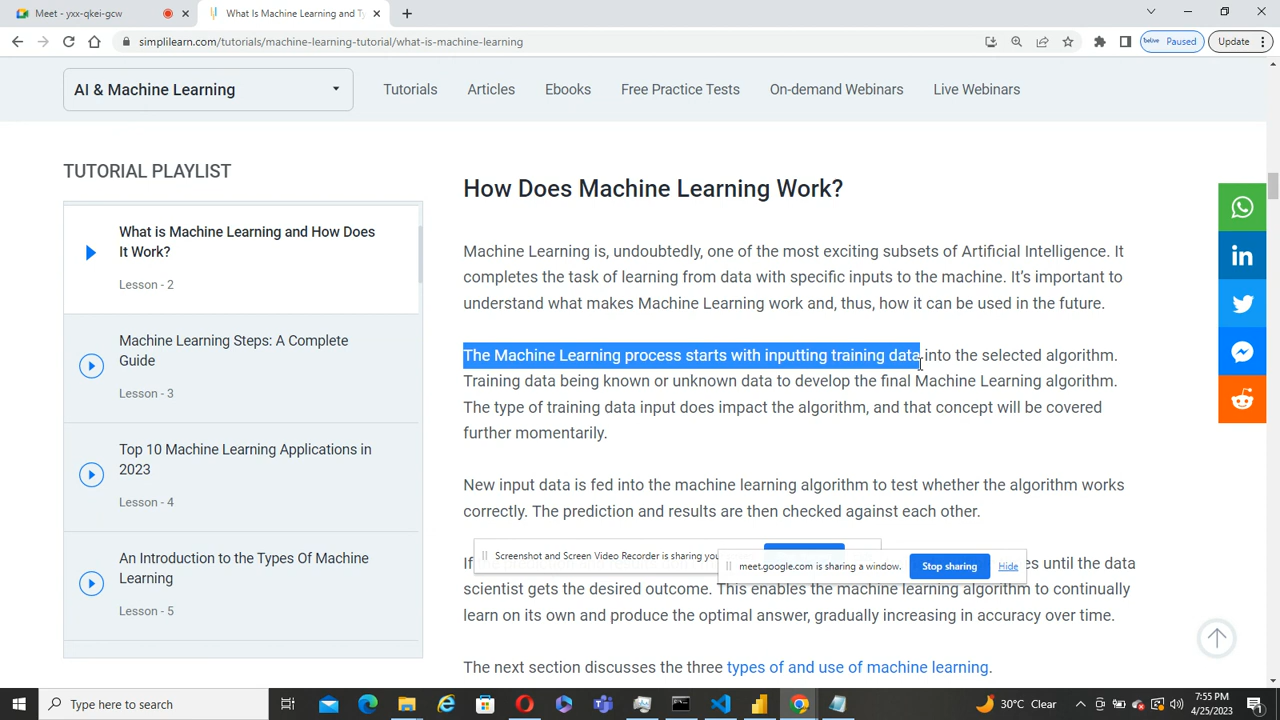 Meet - yxx-qkei-gcw
What Is Machine Learning and Ty
simplilearn.com/tutorials/machine-learning-tutorial/what-is-machine-learning
Paused
Update
AI & Machine Learning
Tutorials
Articles
Ebooks
Free Practice Tests
On-demand Webinars
Live Webinars
TUTORIAL PLAYLIST
What is Machine Learning and How Does
It Work?
Lesson - 2
Machine Learning Steps: A Complete
Guide
Lesson - 3
Top 10 Machine Learning Applications in
2023
Lesson - 4
An Introduction to the Types Of Machine
Learning
Lesson - 5
How Does Machine Learning Work?
Machine Learning is, undoubtedly, one of the most exciting subsets of Artificial Intelligence. It
completes the task of learning from data with specific inputs to the machine. It’s important to
understand what makes Machine Learning work and, thus, how it can be used in the future.
The Machine Learning process starts with inputting training data into the selected algorithm.
Training data being known or unknown data to develop the final Machine Learning algorithm.
The type of training data input does impact the algorithm, and that concept will be covered
further momentarily.
New input data is fed into the machine learning algorithm to test whether the algorithm works
correctly. The prediction and results are then checked against each other.
Screenshot and Screen Video Recorder is sharing
meet.google.com is sharing a window.
Stop sharing
Hide
until the data
scientist gets the desired outcome. This enables the machine learning algorithm to continually
learn on its own and produce the optimal answer, gradually increasing in accuracy over time.
The next section discusses the three types of and use of machine learning.
Type here to search
30°C Clear
7:55 PM
4/25/2023